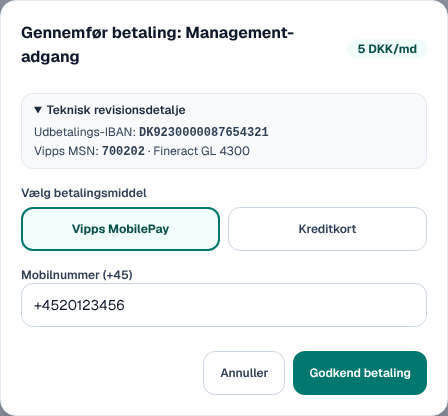 Gennemfør betaling: Management-
adgang
5 DKK/md
▼ Teknisk revisionsdetalje
Udbetalings-IBAN: DK9230000087654321
Vipps MSN: 700202 · Fineract GL 4300
Vælg betalingsmiddel
Vipps MobilePay
Kreditkort
Mobilnummer (+45)
+4520123456
Annuller
Godkend betaling